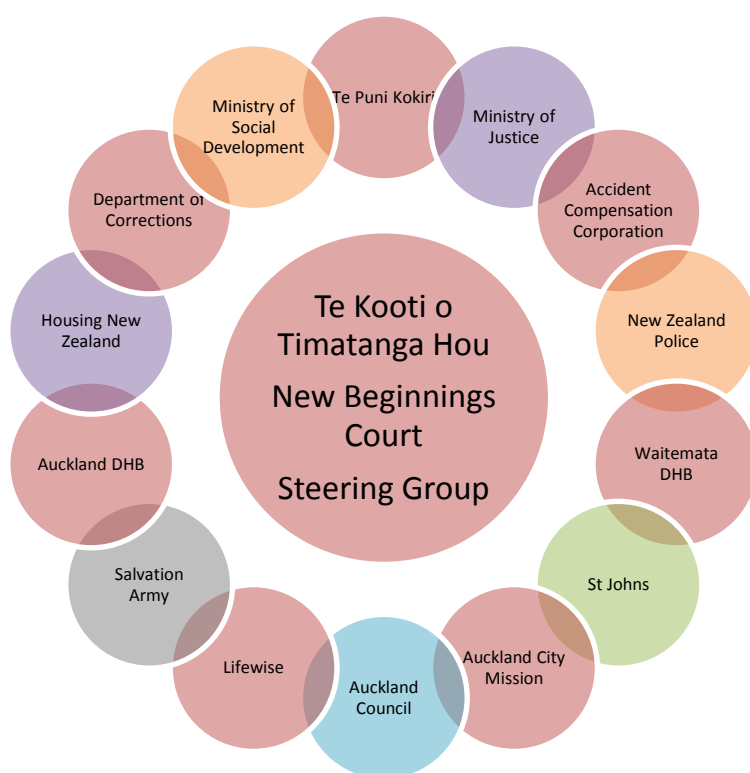 Te Puni Kokiri
Ministry of
Justice
Accident
Compensation
Corporation
New Zealand
Police
Waitemata
DHB
St Johns
Auckland City
Mission
Auckland
Council
Lifewise
Salvation
Army
Auckland DHB
Housing New
Zealand
Department of
Corrections
Ministry of
Social
Development
Te Kooti o
Timatanga Hou
New Beginnings
Court
Steering Group